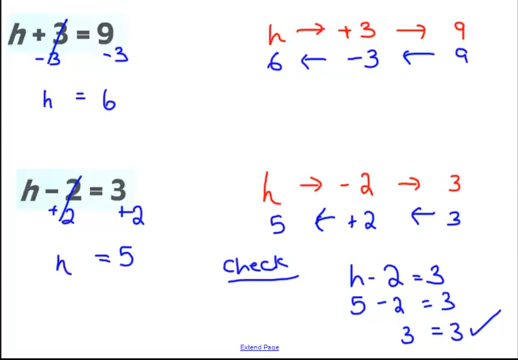 h + 3 = 9
-3 -3
h = 6
h → +3 → 9
6 ← -3 ← 9
h - 2 = 3
+2 +2
h = 5
h → -2 → 3
5 ← +2 ← 3
Check
h - 2 = 3
5 - 2 = 3
3 = 3 ✓
Extend Page